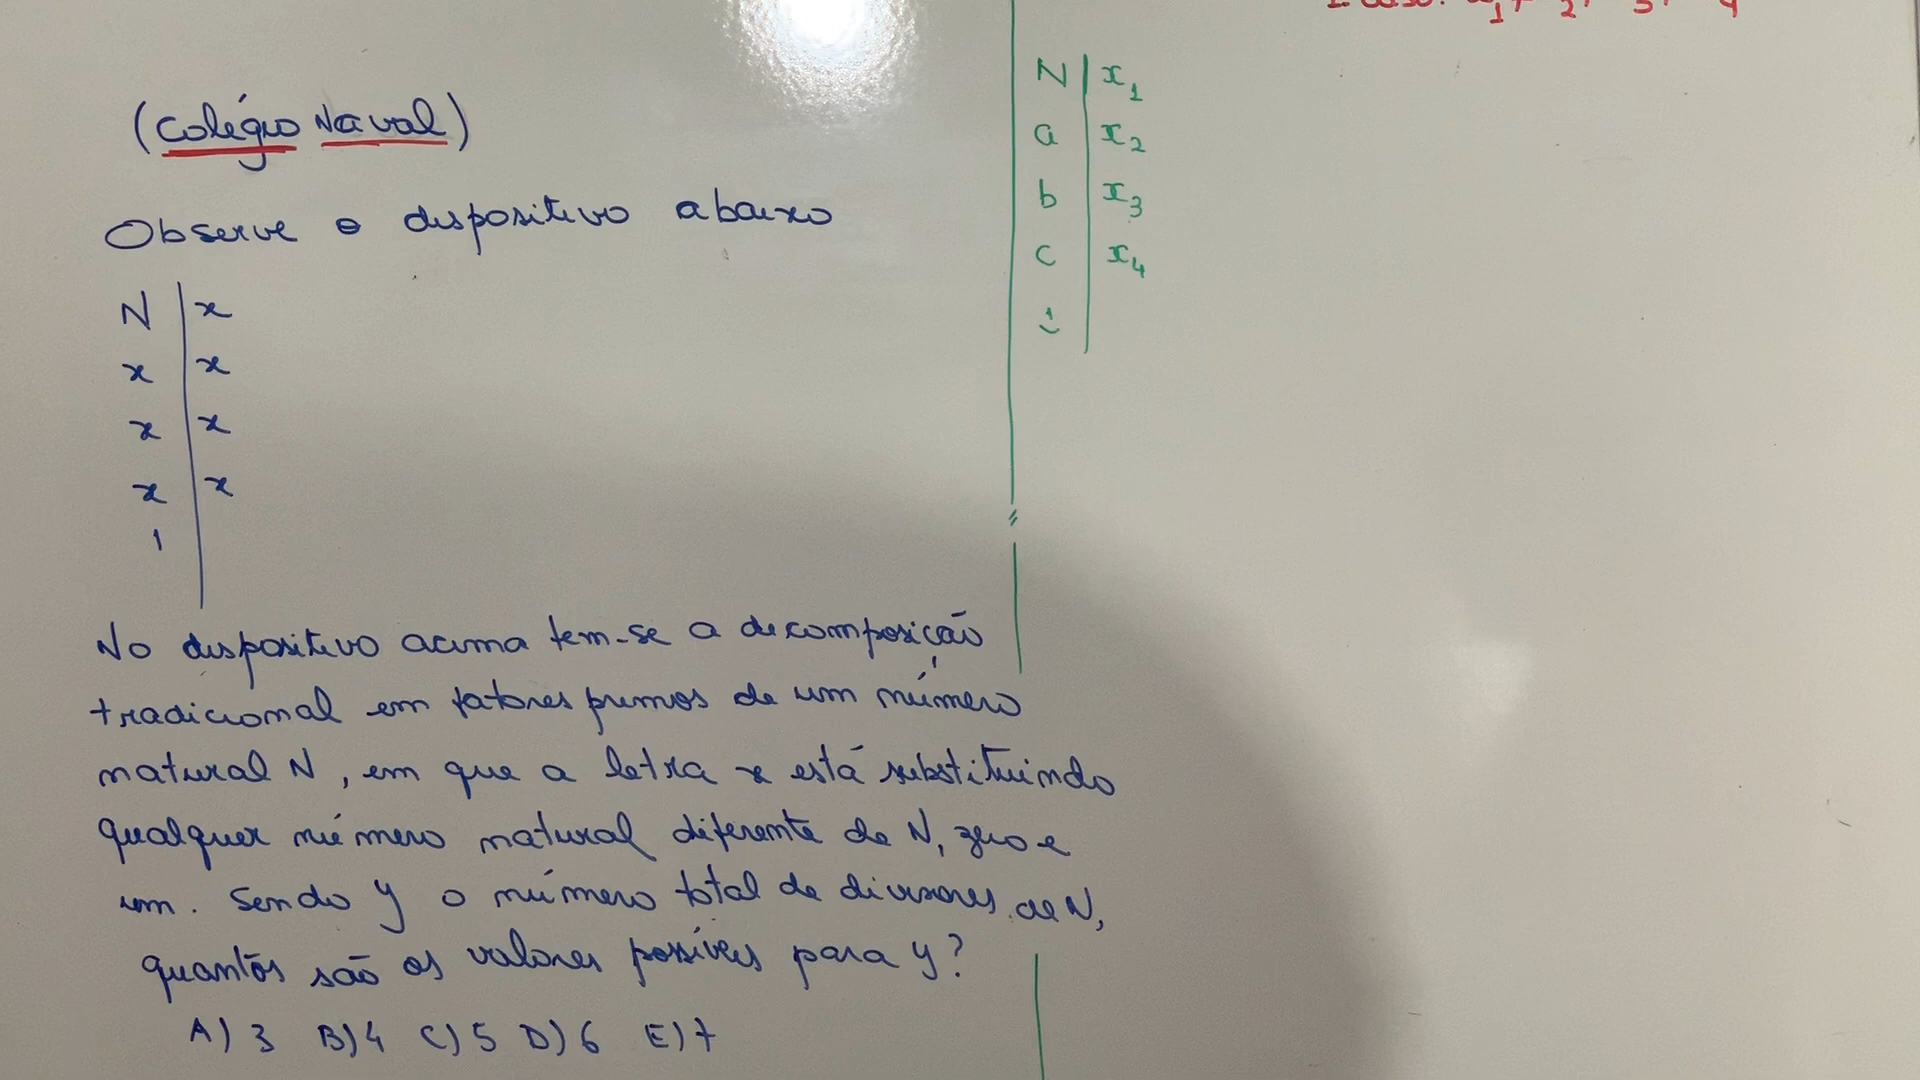 (Colégio Naval)
Observe o dispositivo abaixo
N | x
x | x
x | x
x | x
1
No dispositivo acima tem-se a decomposição
tradicional em fatores primos de um número
natural N, em que a letra x está substituindo
qualquer número natural diferente de N, zero e
um. Sendo y o número total de divisores de N,
quantos são os valores possíveis para y?
A) 3 B) 4 C) 5 D) 6 E) 7
N | x₁
a | x₂
b | x₃
c | x₄
1